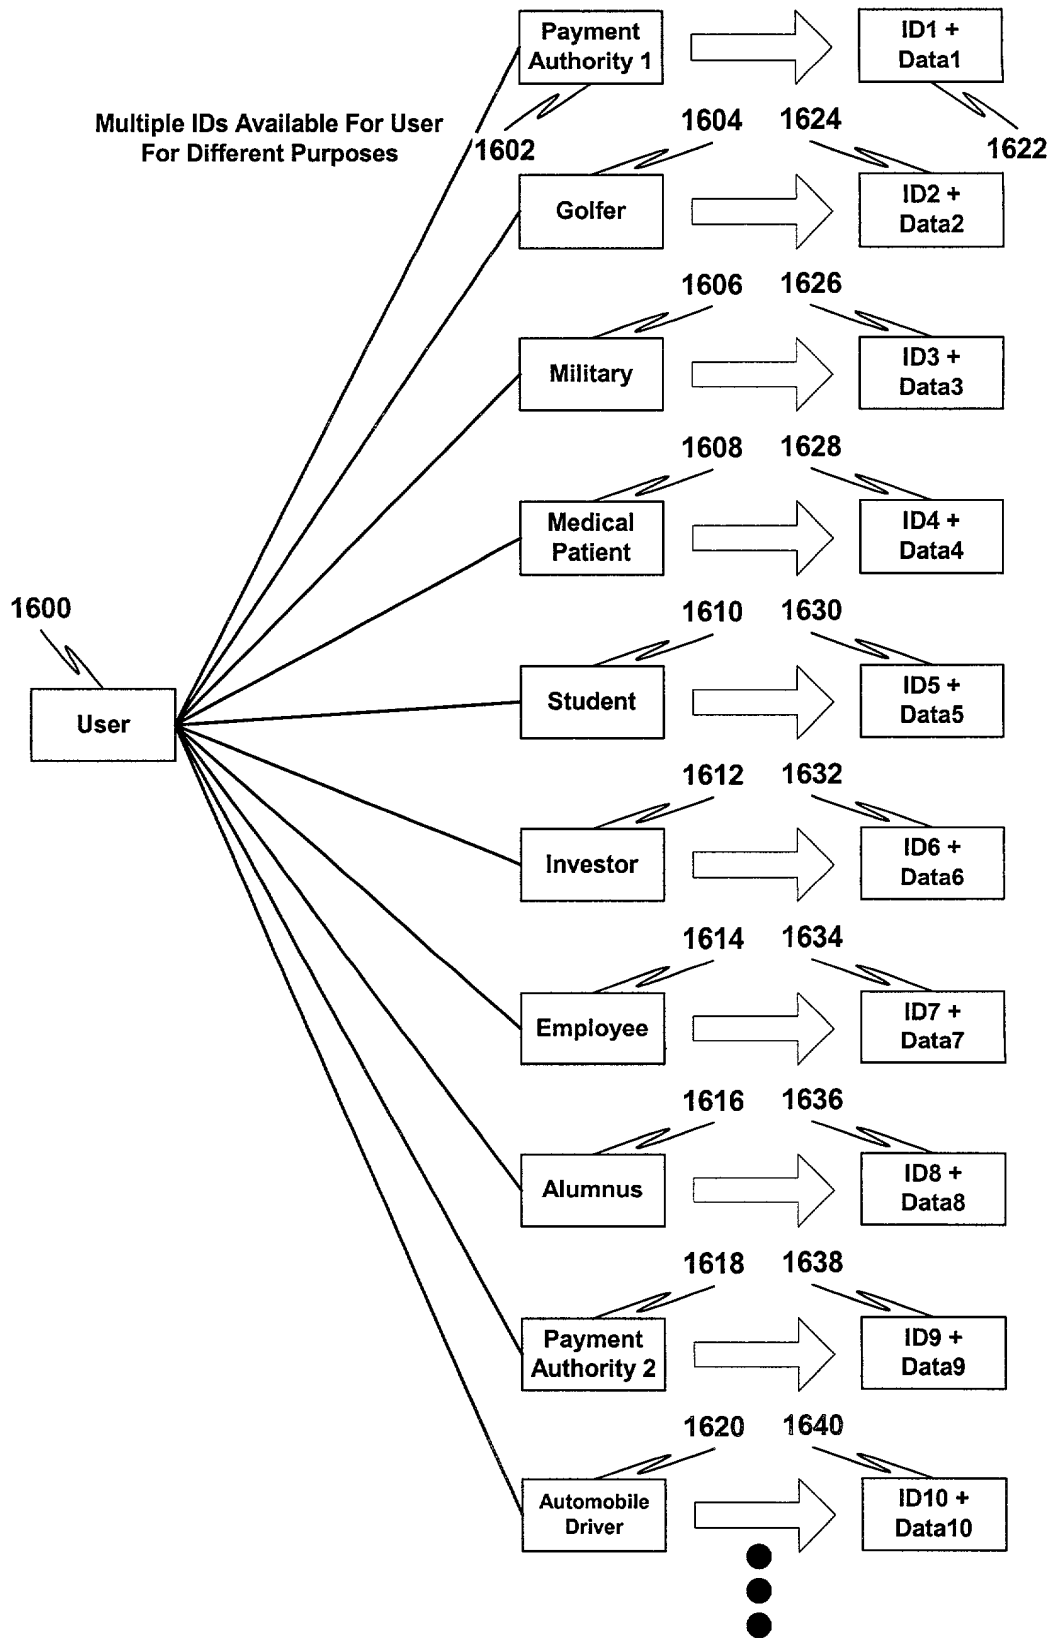 Payment
Authority 1
ID1 +
Data1
Multiple IDs Available For User
For Different Purposes
1602
1604
1624
1622
Golfer
ID2 +
Data2
1606
1626
Military
ID3 +
Data3
1608
1628
Medical
Patient
ID4 +
Data4
1600
1610
1630
User
Student
ID5 +
Data5
1612
1632
Investor
ID6 +
Data6
1614
1634
Employee
ID7 +
Data7
1616
1636
Alumnus
ID8 +
Data8
1618
1638
Payment
Authority 2
ID9 +
Data9
1620
1640
Automobile
Driver
ID10 +
Data10